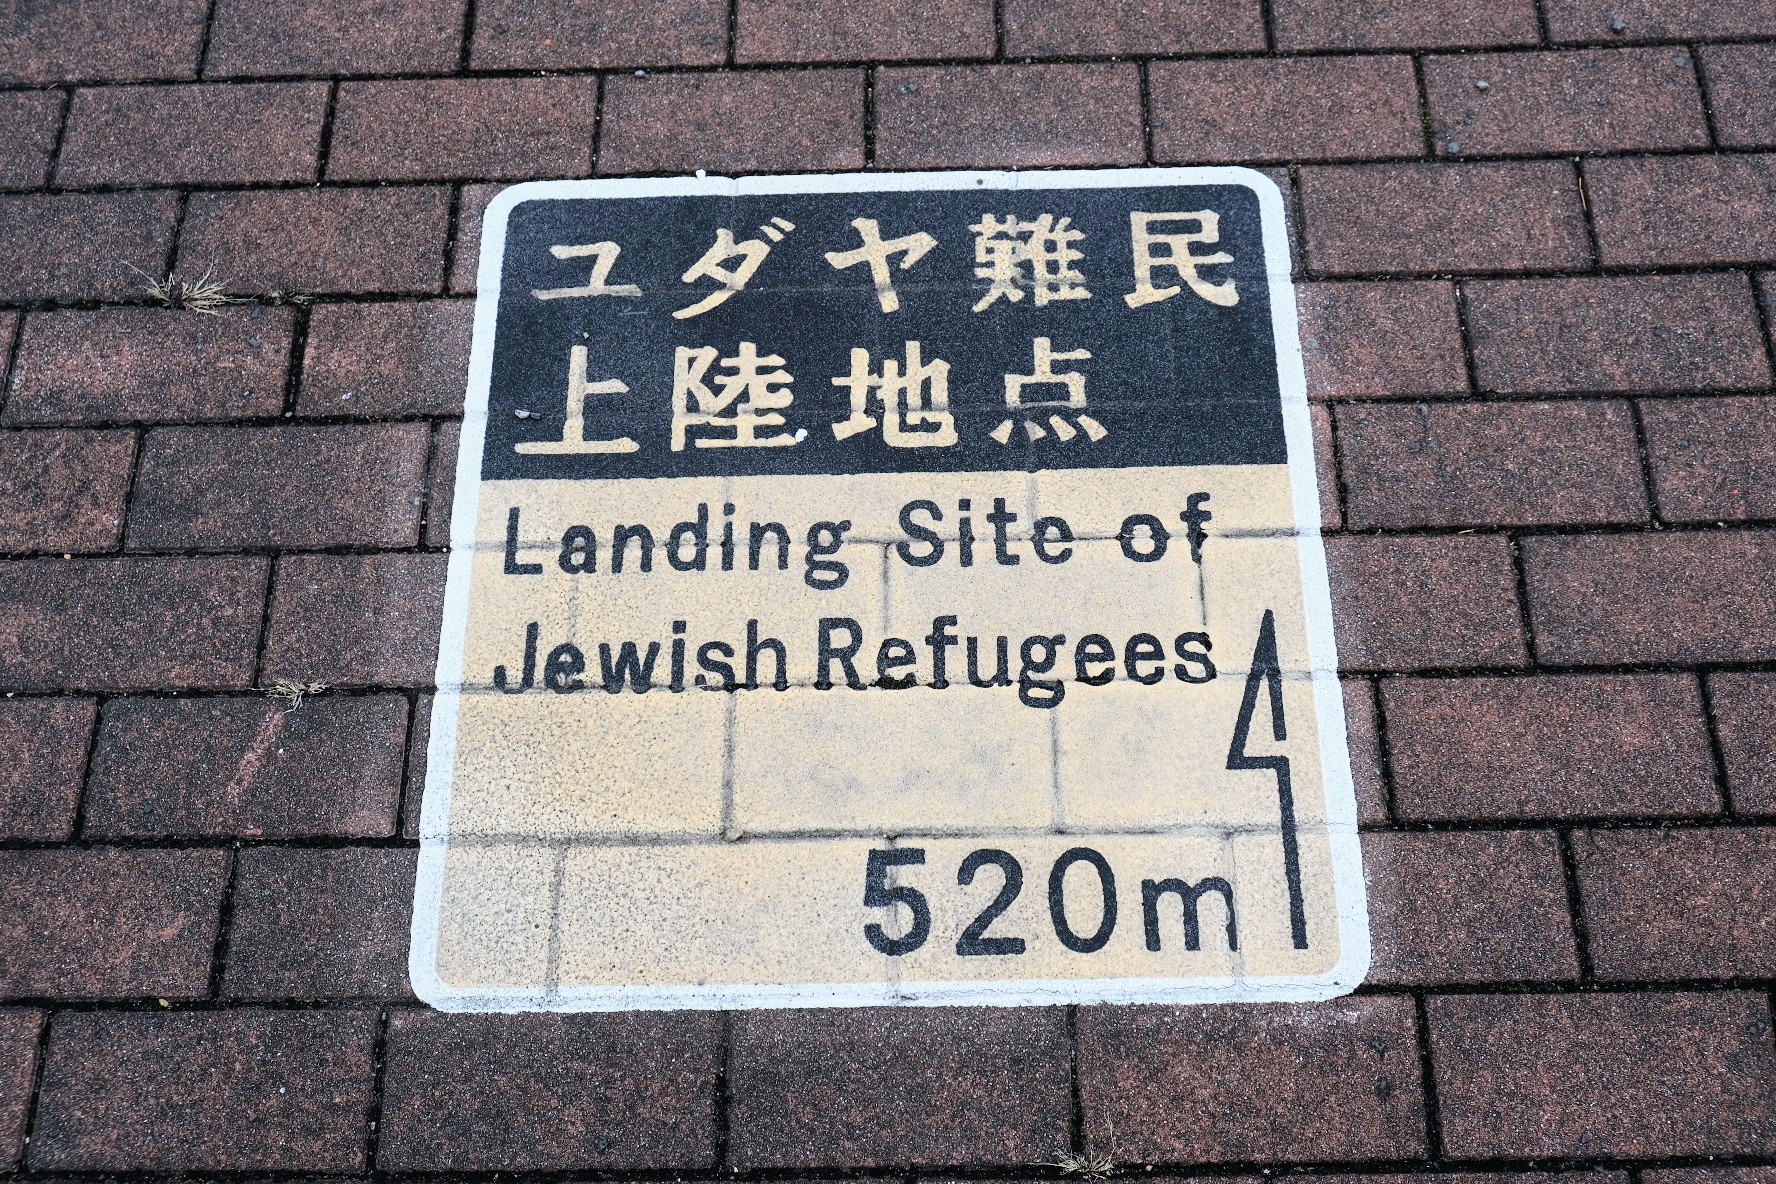 ユダヤ難民
上陸地点
Landing Site of
Jewish Refugees
520m